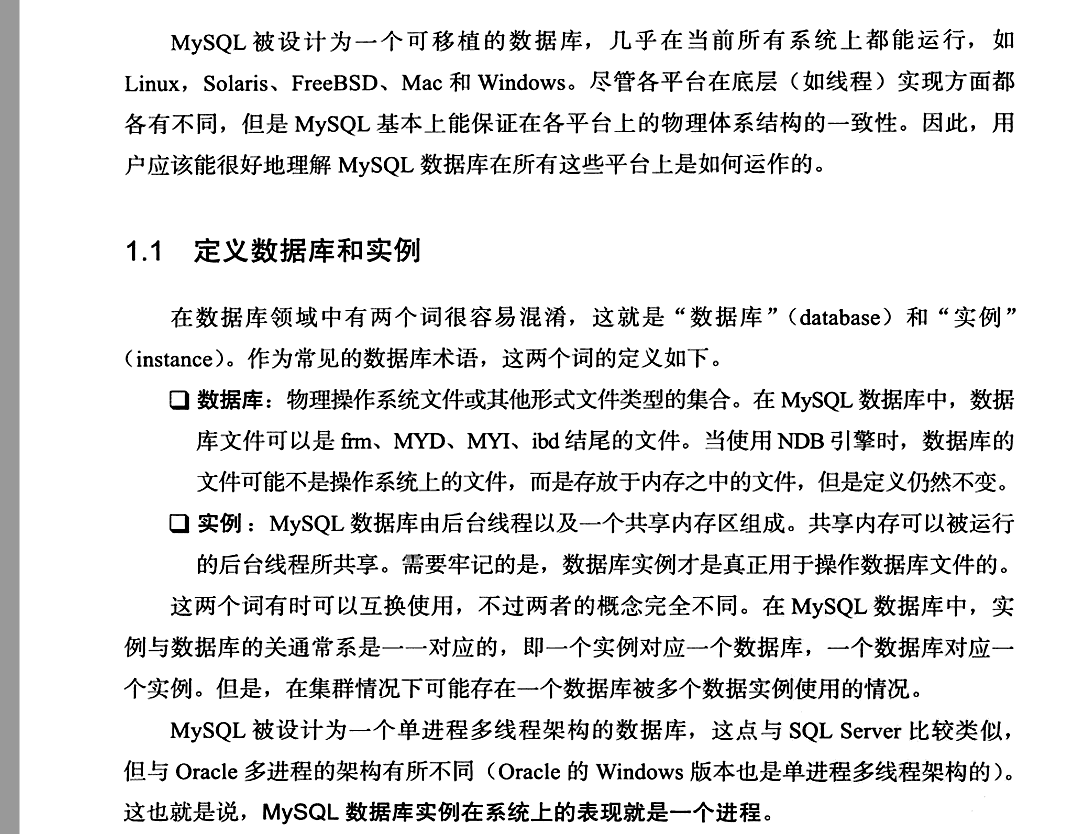 MySQL 被设计为一个可移植的数据库，几乎在当前所有系统上都能运行，如
Linux，Solaris、FreeBSD、Mac 和 Windows。尽管各平台在底层（如线程）实现方面都
各有不同，但是 MySQL 基本上能保证在各平台上的物理体系结构的一致性。因此，用
户应该能很好地理解 MySQL 数据库在所有这些平台上是如何运作的。
1.1 定义数据库和实例
在数据库领域中有两个词很容易混淆，这就是“数据库”（database）和“实例”
（instance）。作为常见的数据库术语，这两个词的定义如下。
❑ 数据库：物理操作系统文件或其他形式文件类型的集合。在 MySQL 数据库中，数据
库文件可以是 frm、MYD、MYI、ibd 结尾的文件。当使用 NDB 引擎时，数据库的
文件可能不是操作系统上的文件，而是存放于内存之中的文件，但是定义仍然不变。
❑ 实例：MySQL 数据库由后台线程以及一个共享内存区组成。共享内存可以被运行
的后台线程所共享。需要牢记的是，数据库实例才是真正用于操作数据库文件的。
这两个词有时可以互换使用，不过两者的概念完全不同。在 MySQL 数据库中，实
例与数据库的关通常系是一一对应的，即一个实例对应一个数据库，一个数据库对应一
个实例。但是，在集群情况下可能存在一个数据库被多个数据实例使用的情况。
MySQL 被设计为一个单进程多线程架构的数据库，这点与 SQL Server 比较类似，
但与 Oracle 多进程的架构有所不同（Oracle 的 Windows 版本也是单进程多线程架构的）。
这也就是说，MySQL 数据库实例在系统上的表现就是一个进程。